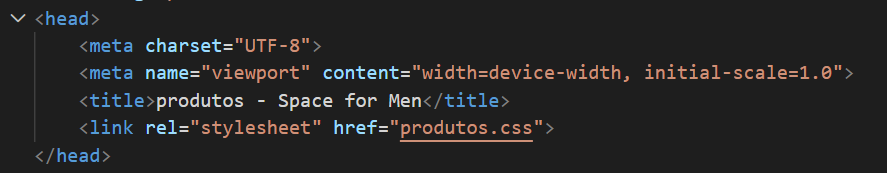 <head>
<meta charset="UTF-8">
<meta name="viewport" content="width=device-width, initial-scale=1.0">
<title>produtos - Space for Men</title>
<link rel="stylesheet" href="produtos.css">
</head>